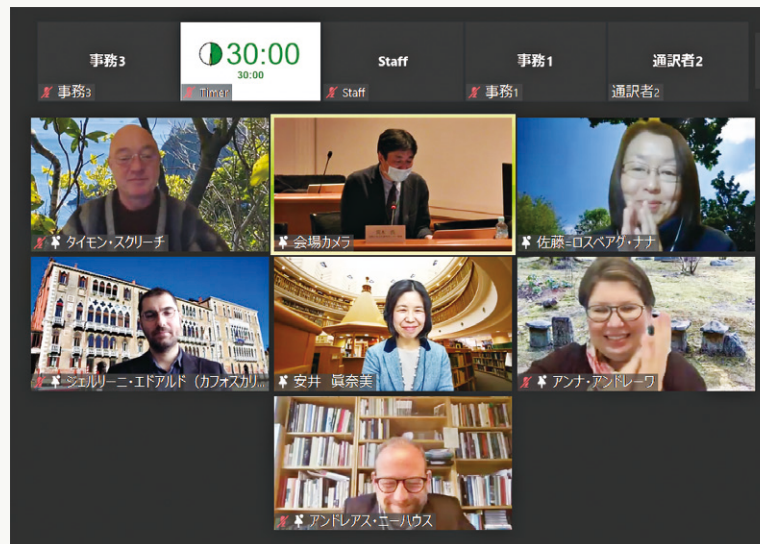 事務3
30:00
30:00
Staff
事務1
通訳者2
事務3
Timer
Staff
事務1
通訳者2
タイモン・スクリーチ
会場カメラ
佐藤=ロスベアグ・ナナ
ジェルリーニ・エドアルド（カフォスカリ...
安井 眞奈美
アンナ・アンドレーワ
アンドレアス・ニーハウス